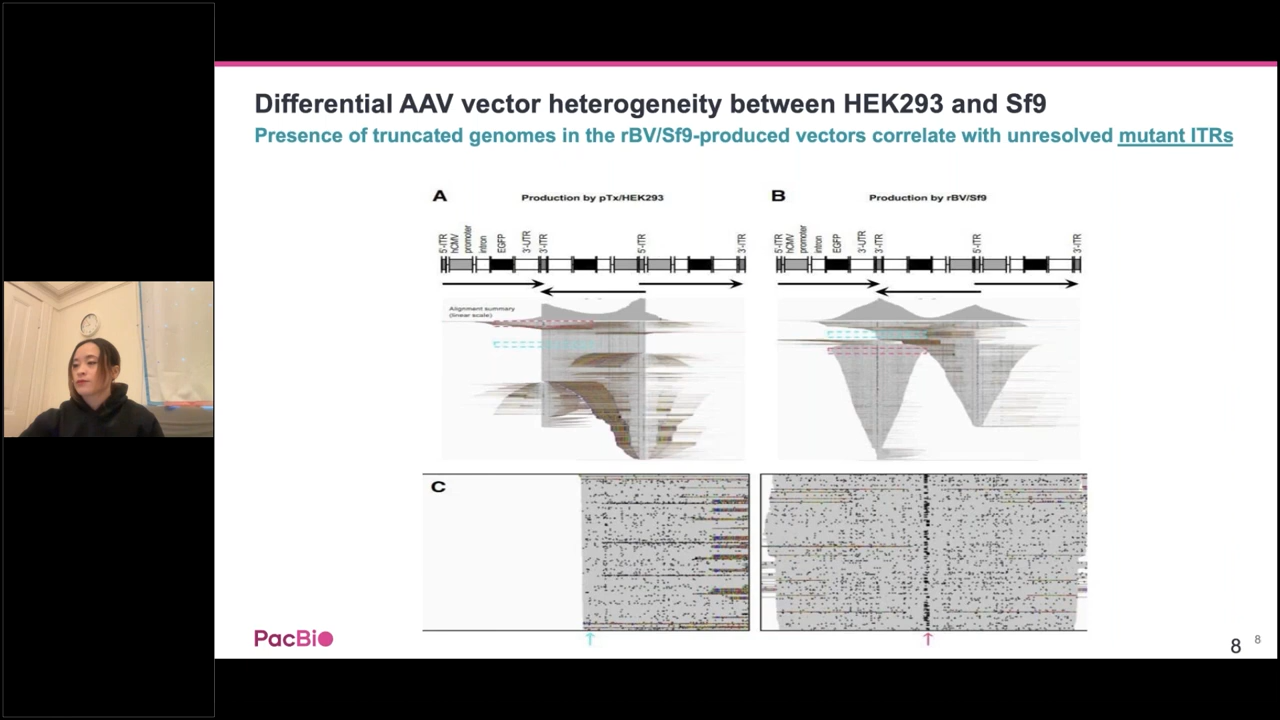 Differential AAV vector heterogeneity between HEK293 and Sf9
Presence of truncated genomes in the rBV/Sf9-produced vectors correlate with unresolved mutant ITRs
A
Production by pTx/HEK293
5'-ITR
hCMV
promoter
intron
EGFP
3'-UTR
3'-ITR
5'-ITR
3'-ITR
Alignment summary
(linear scale)
B
Production by rBV/Sf9
5'-ITR
hCMV
promoter
intron
EGFP
3'-UTR
3'-ITR
5'-ITR
3'-ITR
C
PacBio
8
8